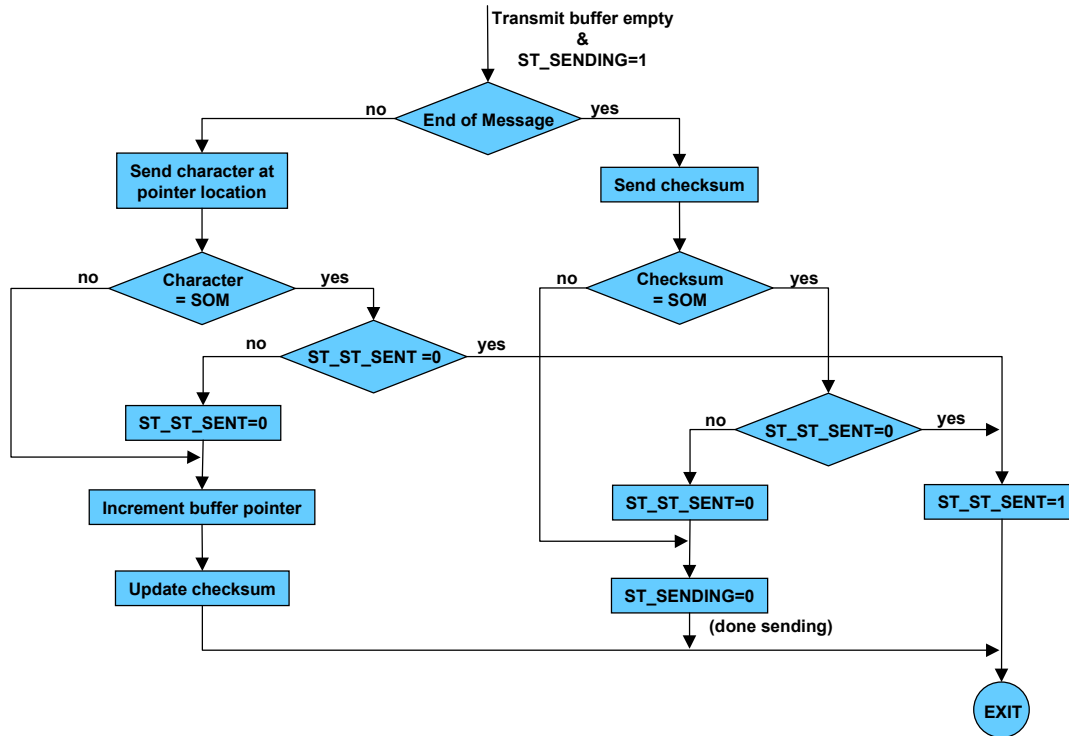 Transmit buffer empty
&
ST_SENDING=1
no
End of Message
yes
Send character at
pointer location
Send checksum
no
Character
= SOM
yes
no
Checksum
= SOM
yes
no
ST_ST_SENT =0
yes
ST_ST_SENT=0
no
ST_ST_SENT=0
yes
Increment buffer pointer
ST_ST_SENT=0
ST_ST_SENT=1
Update checksum
ST_SENDING=0
(done sending)
EXIT